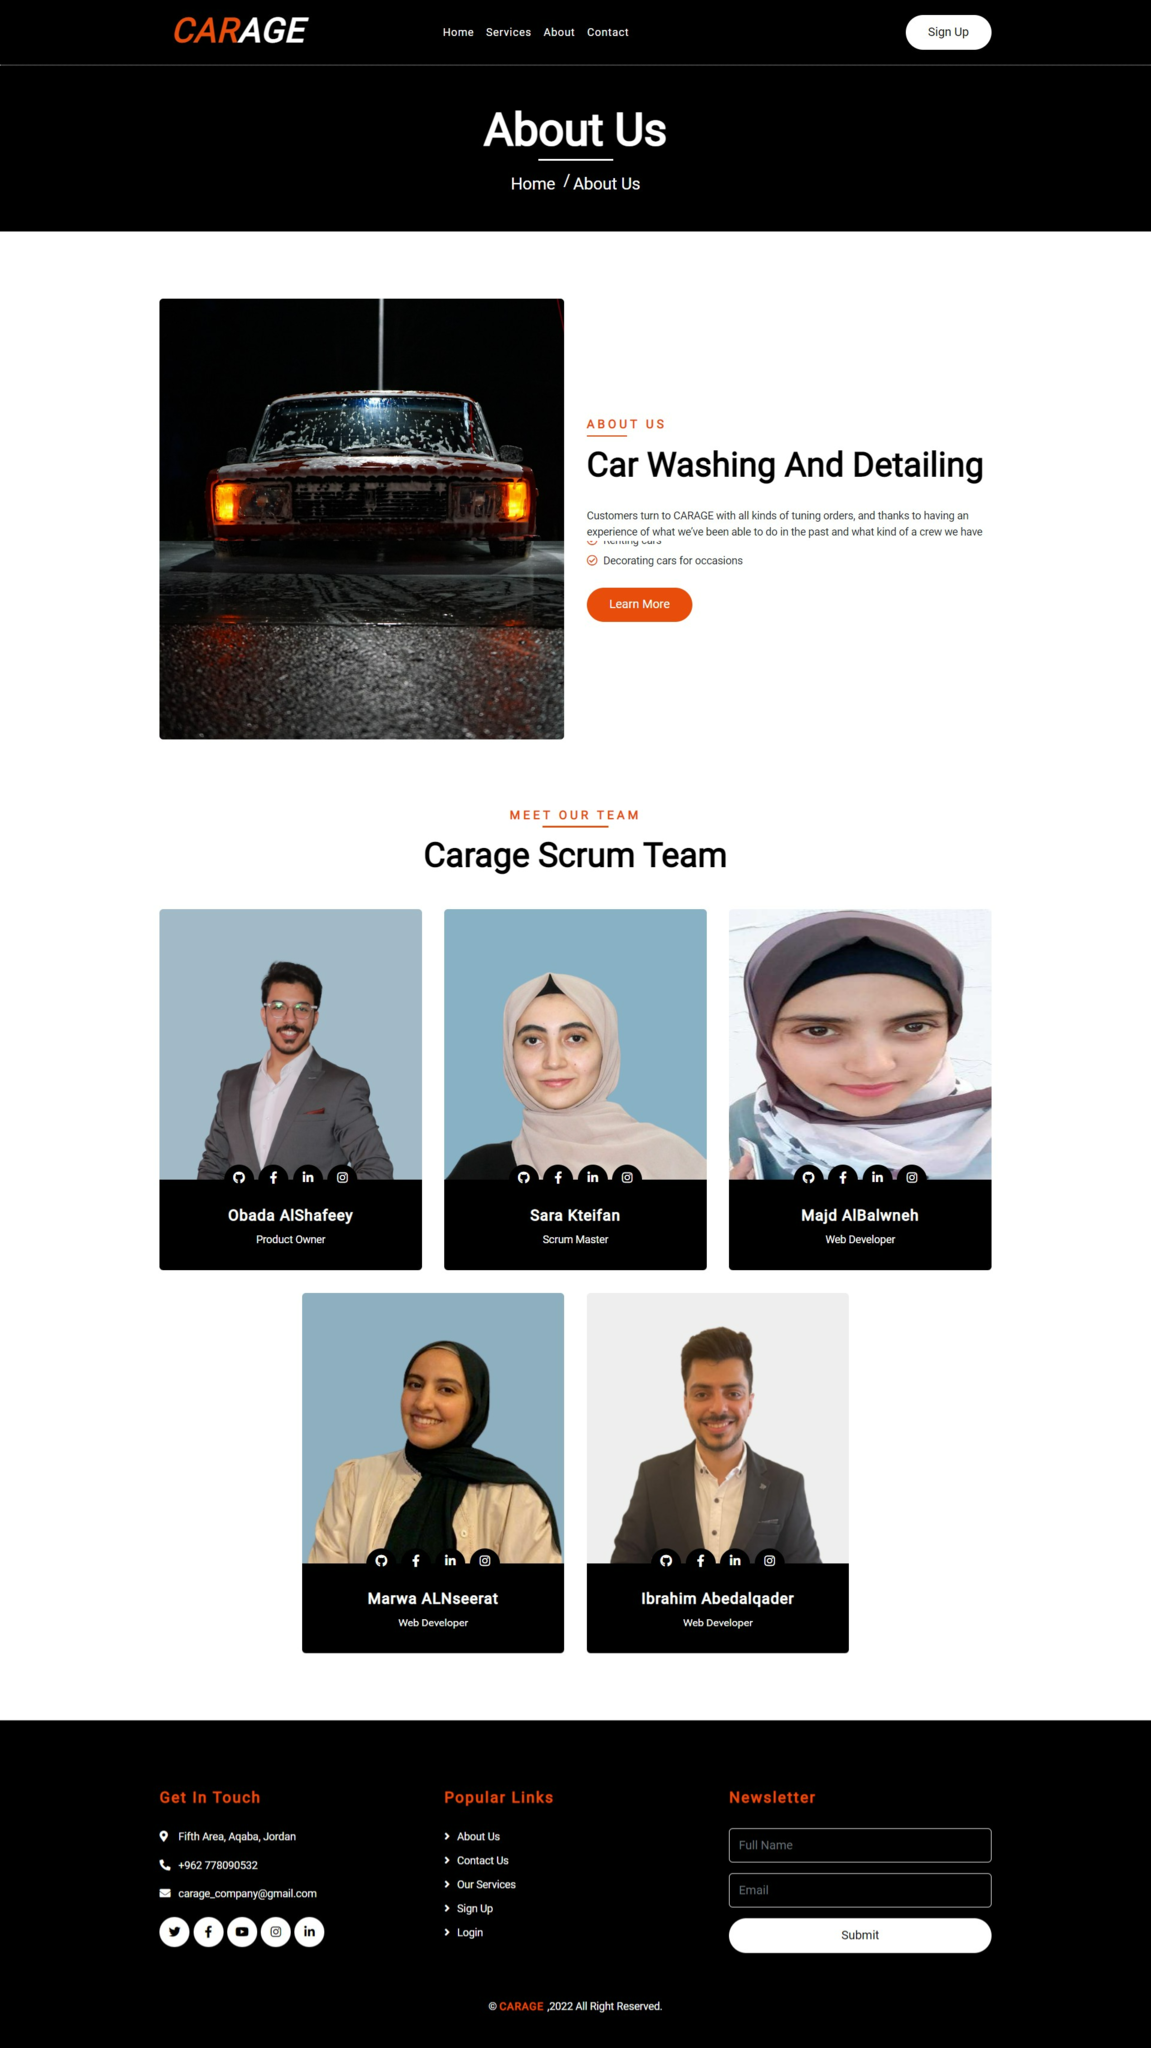 CARAGE
Home Services About Contact
Sign Up
About Us
Home / About Us
ABOUT US
Car Washing And Detailing
Customers turn to CARAGE with all kinds of tuning orders, and thanks to having an
experience of what we've been able to do in the past and what kind of a crew we have
Renting cars
Decorating cars for occasions
Learn More
MEET OUR TEAM
Carage Scrum Team
Obada AlShafeey
Product Owner
Sara Kteifan
Scrum Master
Majd AlBalwneh
Web Developer
Marwa ALNseerat
Web Developer
Ibrahim Abedalqader
Web Developer
Get In Touch
Fifth Area, Aqaba, Jordan
+962 778090532
carage_company@gmail.com
Popular Links
About Us
Contact Us
Our Services
Sign Up
Login
Newsletter
Full Name
Email
Submit
© CARAGE ,2022 All Right Reserved.